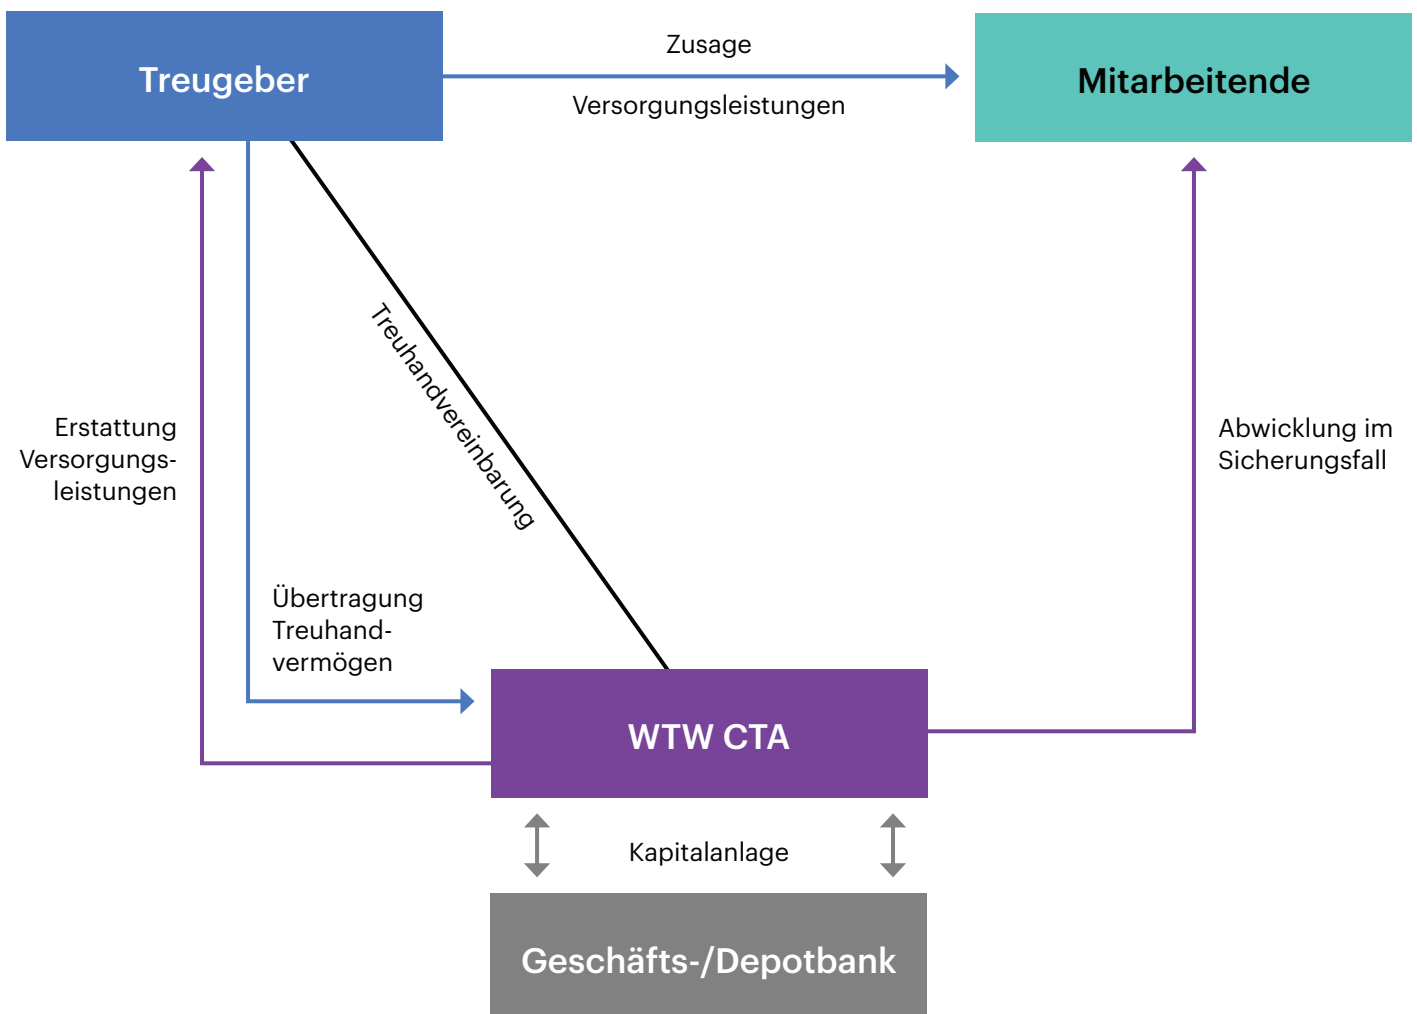 Treugeber
Zusage
Versorgungsleistungen
Mitarbeitende
Treuhandvereinbarung
Erstattung
Versorgungs-
leistungen
Abwicklung im
Sicherungsfall
Übertragung
Treuhand-
vermögen
WTW CTA
Kapitalanlage
Geschäfts-/Depotbank